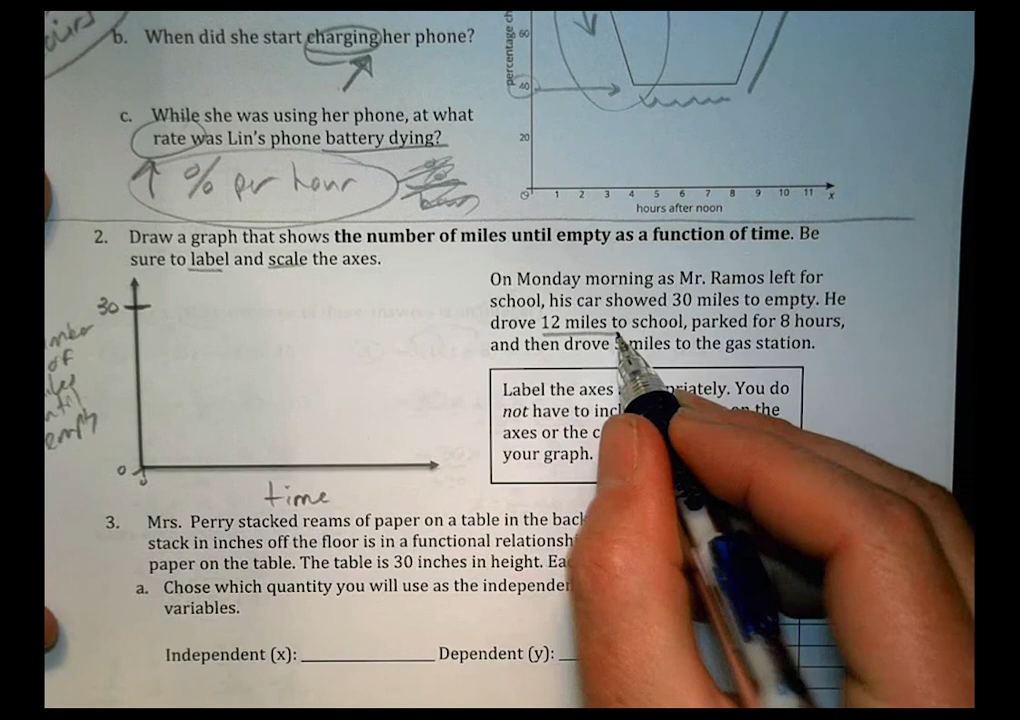 b. When did she start charging her phone?
percentage
60
40
20
c. While she was using her phone, at what
rate was Lin's phone battery dying?
% per hour
0 1 2 3 4 5 6 7 8 9 10 11 x
hours after noon
2. Draw a graph that shows the number of miles until empty as a function of time. Be
sure to label and scale the axes.
30
of
empty
0
time
On Monday morning as Mr. Ramos left for
school, his car showed 30 miles to empty. He
drove 12 miles to school, parked for 8 hours,
and then drove miles to the gas station.
Label the axes You do
not have to the
axes or the
your graph.
3. Mrs. Perry stacked reams of paper on a table in the
stack in inches off the floor is in a functional
paper on the table. The table is 30 inches in height.
a. Chose which quantity you will use as the
variables.
Independent (x): Dependent (y):